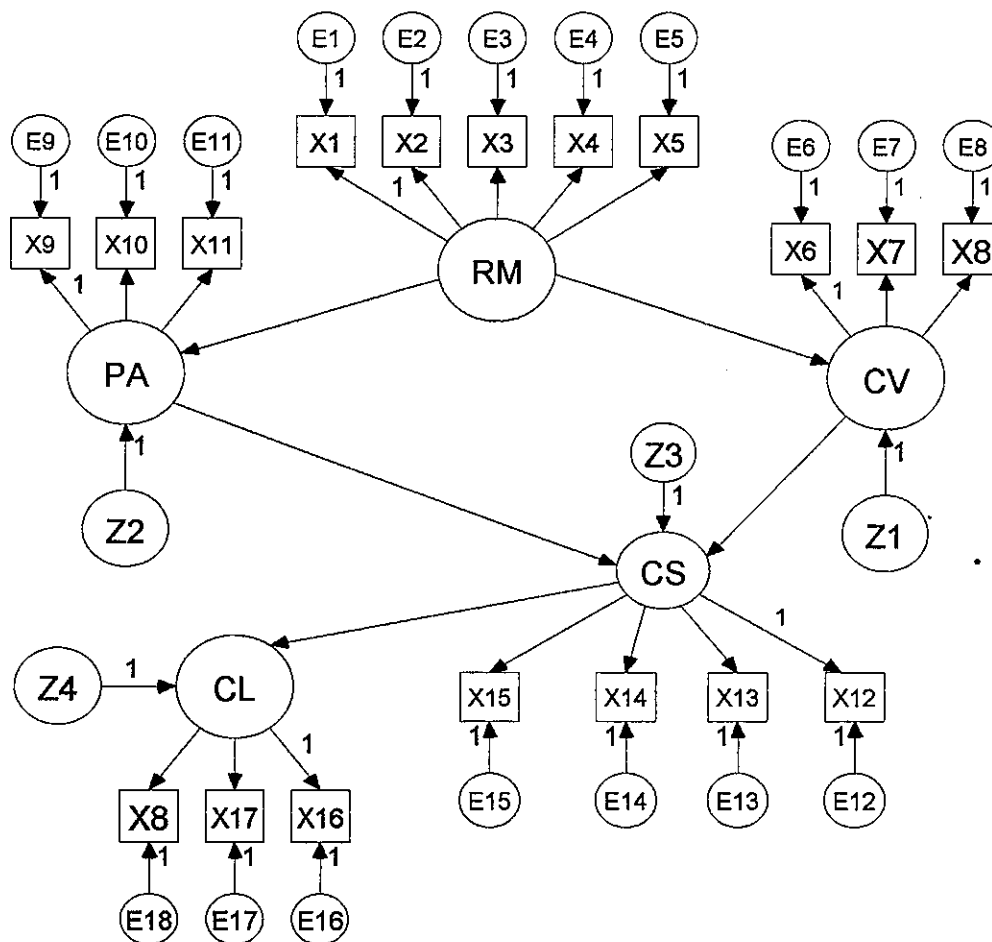 E1 E2 E3 E4 E5
1 1 1 1 1
X1 X2 X3 X4 X5
1
E9 E10 E11
1 1 1
X9 X10 X11
1
E6 E7 E8
1 1 1
X6 X7 X8
1
RM
PA
CV
1
Z2
Z3
1
1
Z1
CS
Z4
1
CL
1
1
X15 X14 X13 X12
1 1 1 1
E15 E14 E13 E12
X8 X17 X16
1 1 1
E18 E17 E16